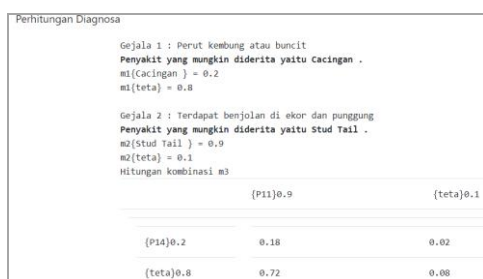 Perhitungan Diagnosa
Gejala 1 : Perut kembung atau buncit
Penyakit yang mungkin diderita yaitu Cacingan .
m1{Cacingan } = 0.2
m1{teta} = 0.8
Gejala 2 : Terdapat benjolan di ekor dan punggung
Penyakit yang mungkin diderita yaitu Stud Tail .
m2{Stud Tail } = 0.9
m2{teta} = 0.1
Hitungan kombinasi m3
{P11}0.9 {teta}0.1
{P14}0.2 0.18 0.02
{teta}0.8 0.72 0.08